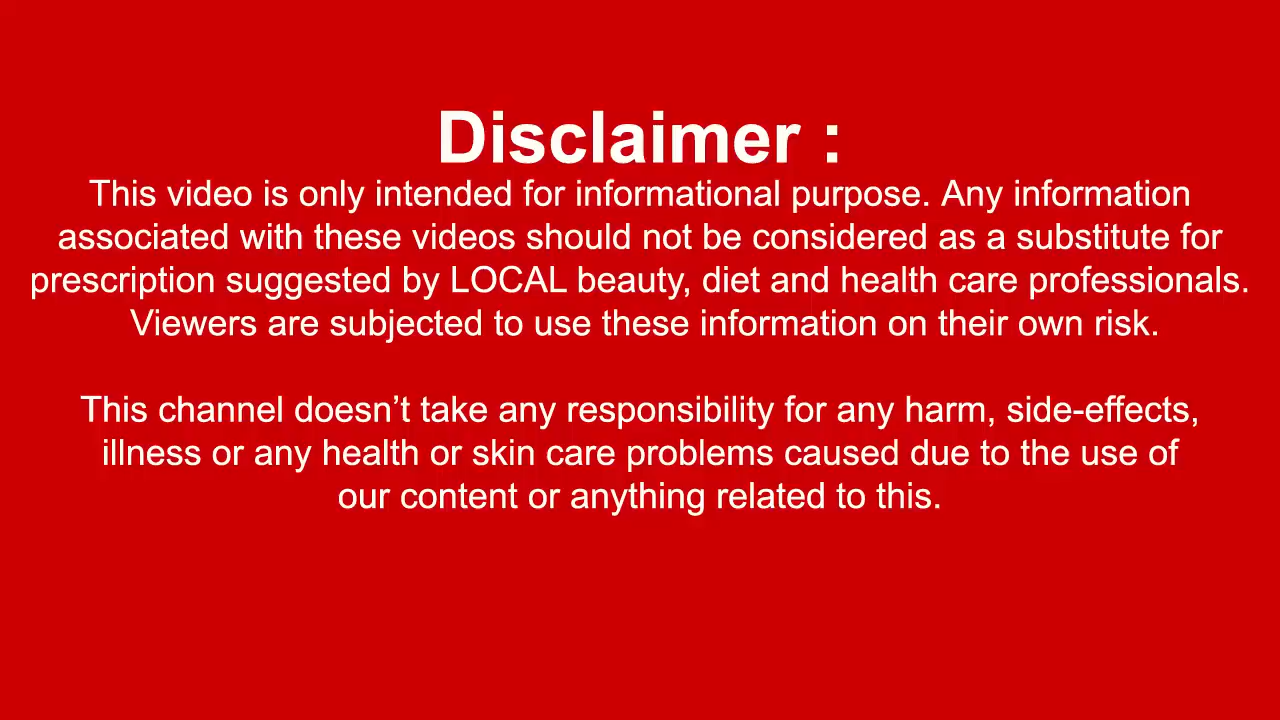 Disclaimer :
This video is only intended for informational purpose. Any information
associated with these videos should not be considered as a substitute for
prescription suggested by LOCAL beauty, diet and health care professionals.
Viewers are subjected to use these information on their own risk.
This channel doesn’t take any responsibility for any harm, side-effects,
illness or any health or skin care problems caused due to the use of
our content or anything related to this.